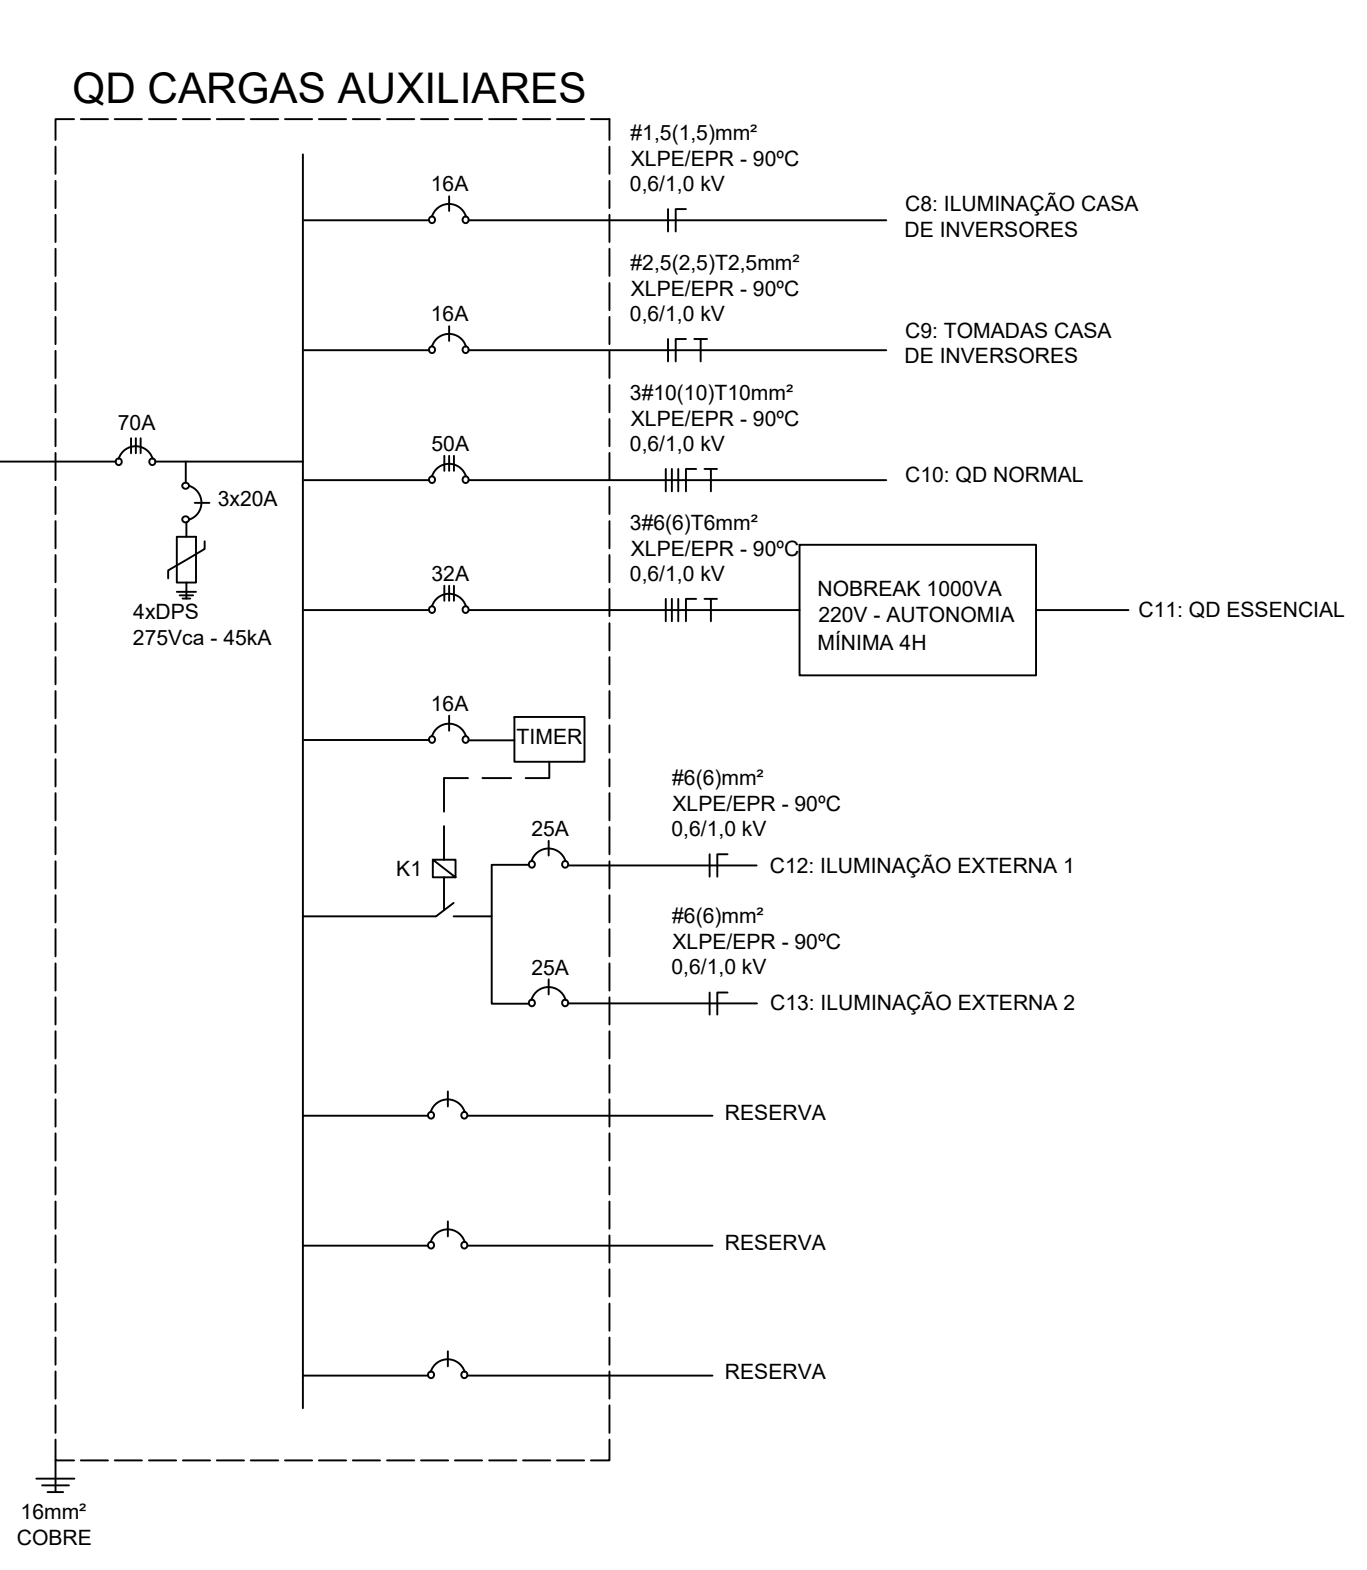 QD CARGAS AUXILIARES
#1,5(1,5)mm²
XLPE/EPR - 90ºC
0,6/1,0 kV
16A
C8: ILUMINAÇÃO CASA
DE INVERSORES
#2,5(2,5)T2,5mm²
XLPE/EPR - 90ºC
0,6/1,0 kV
16A
C9: TOMADAS CASA
DE INVERSORES
3#10(10)T10mm²
XLPE/EPR - 90ºC
0,6/1,0 kV
70A
50A
C10: QD NORMAL
3x20A
3#6(6)T6mm²
XLPE/EPR - 90ºC
0,6/1,0 kV
32A
NOBREAK 1000VA
220V - AUTONOMIA
MÍNIMA 4H
C11: QD ESSENCIAL
4xDPS
275Vca - 45kA
16A
TIMER
#6(6)mm²
XLPE/EPR - 90ºC
0,6/1,0 kV
25A
K1
C12: ILUMINAÇÃO EXTERNA 1
#6(6)mm²
XLPE/EPR - 90ºC
0,6/1,0 kV
25A
C13: ILUMINAÇÃO EXTERNA 2
RESERVA
RESERVA
RESERVA
16mm²
COBRE